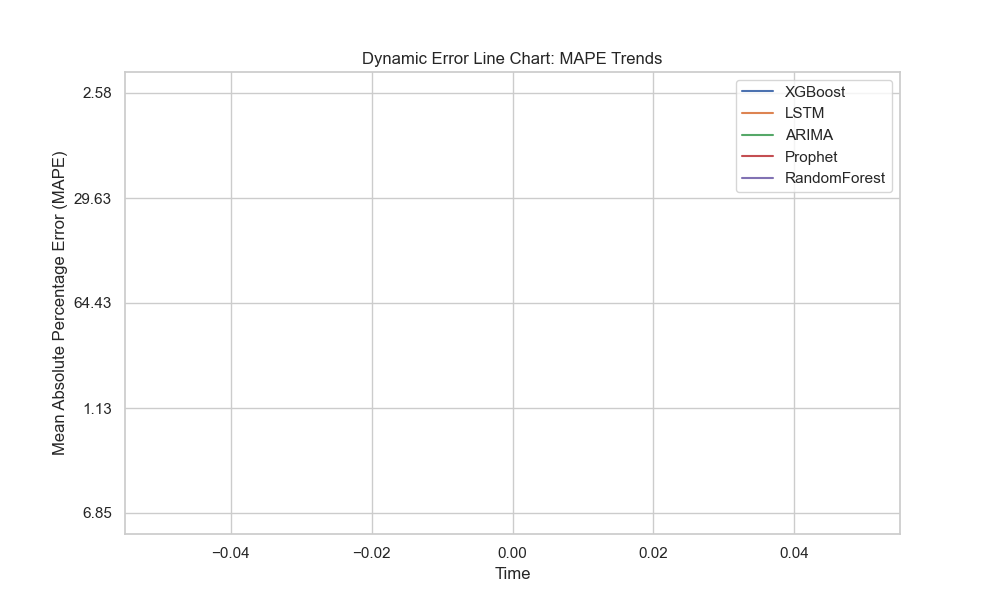 Dynamic Error Line Chart: MAPE Trends
XGBoost
LSTM
ARIMA
Prophet
RandomForest
Mean Absolute Percentage Error (MAPE)
2.58
29.63
64.43
1.13
6.85
−0.04
−0.02
0.00
0.02
0.04
Time